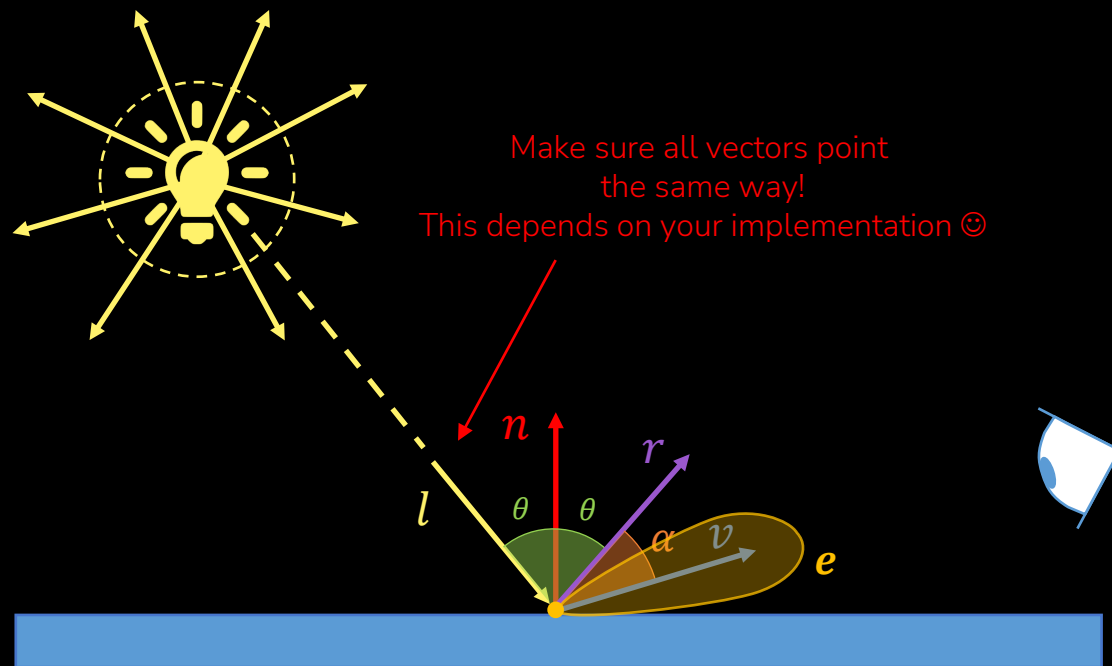 Make sure all vectors point
the same way!
This depends on your implementation ☺
n
r
l
θ
θ
α
v
e